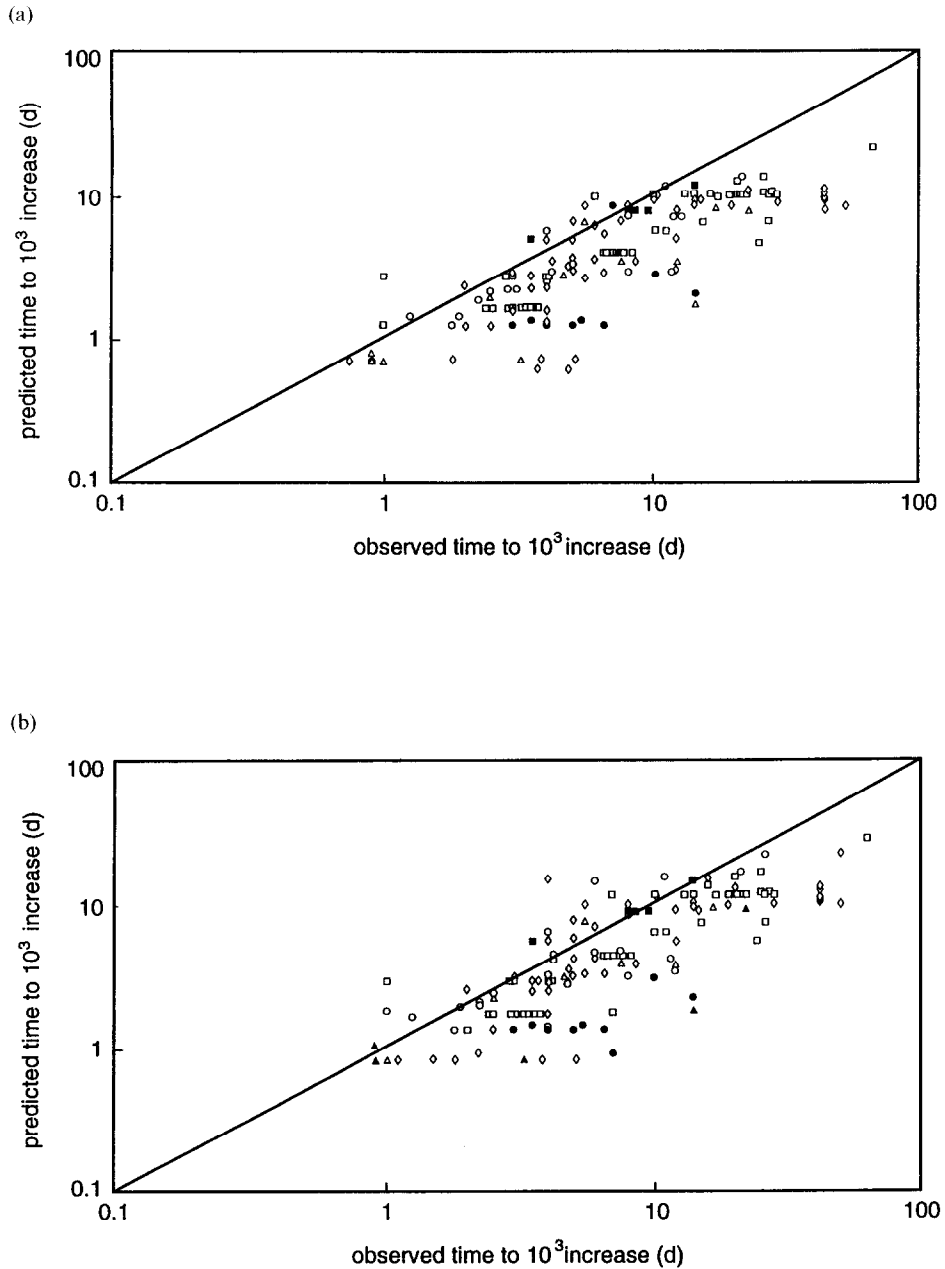 (a)
100
10
1
0.1
predicted time to 10³ increase (d)
0.1 1 10 100
observed time to 10³ increase (d)
(b)
100
10
1
0.1
predicted time to 10³ increase (d)
0.1 1 10 100
observed time to 10³ increase (d)